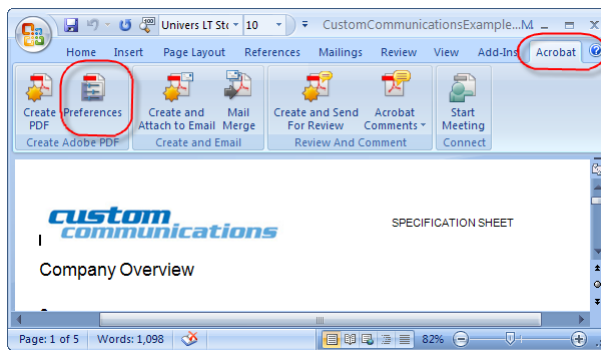 Univers LT Sto 10 CustomCommunicationsExample...M
Home Insert Page Layout References Mailings Review View Add-Ins Acrobat
Create PDF
Preferences
Create and Attach to Email
Mail Merge
Create and Send For Review
Acrobat Comments
Start Meeting
Create Adobe PDF Create and Email Review And Comment Connect
custom
communications
SPECIFICATION SHEET
Company Overview
Page: 1 of 5 Words: 1,098 82%